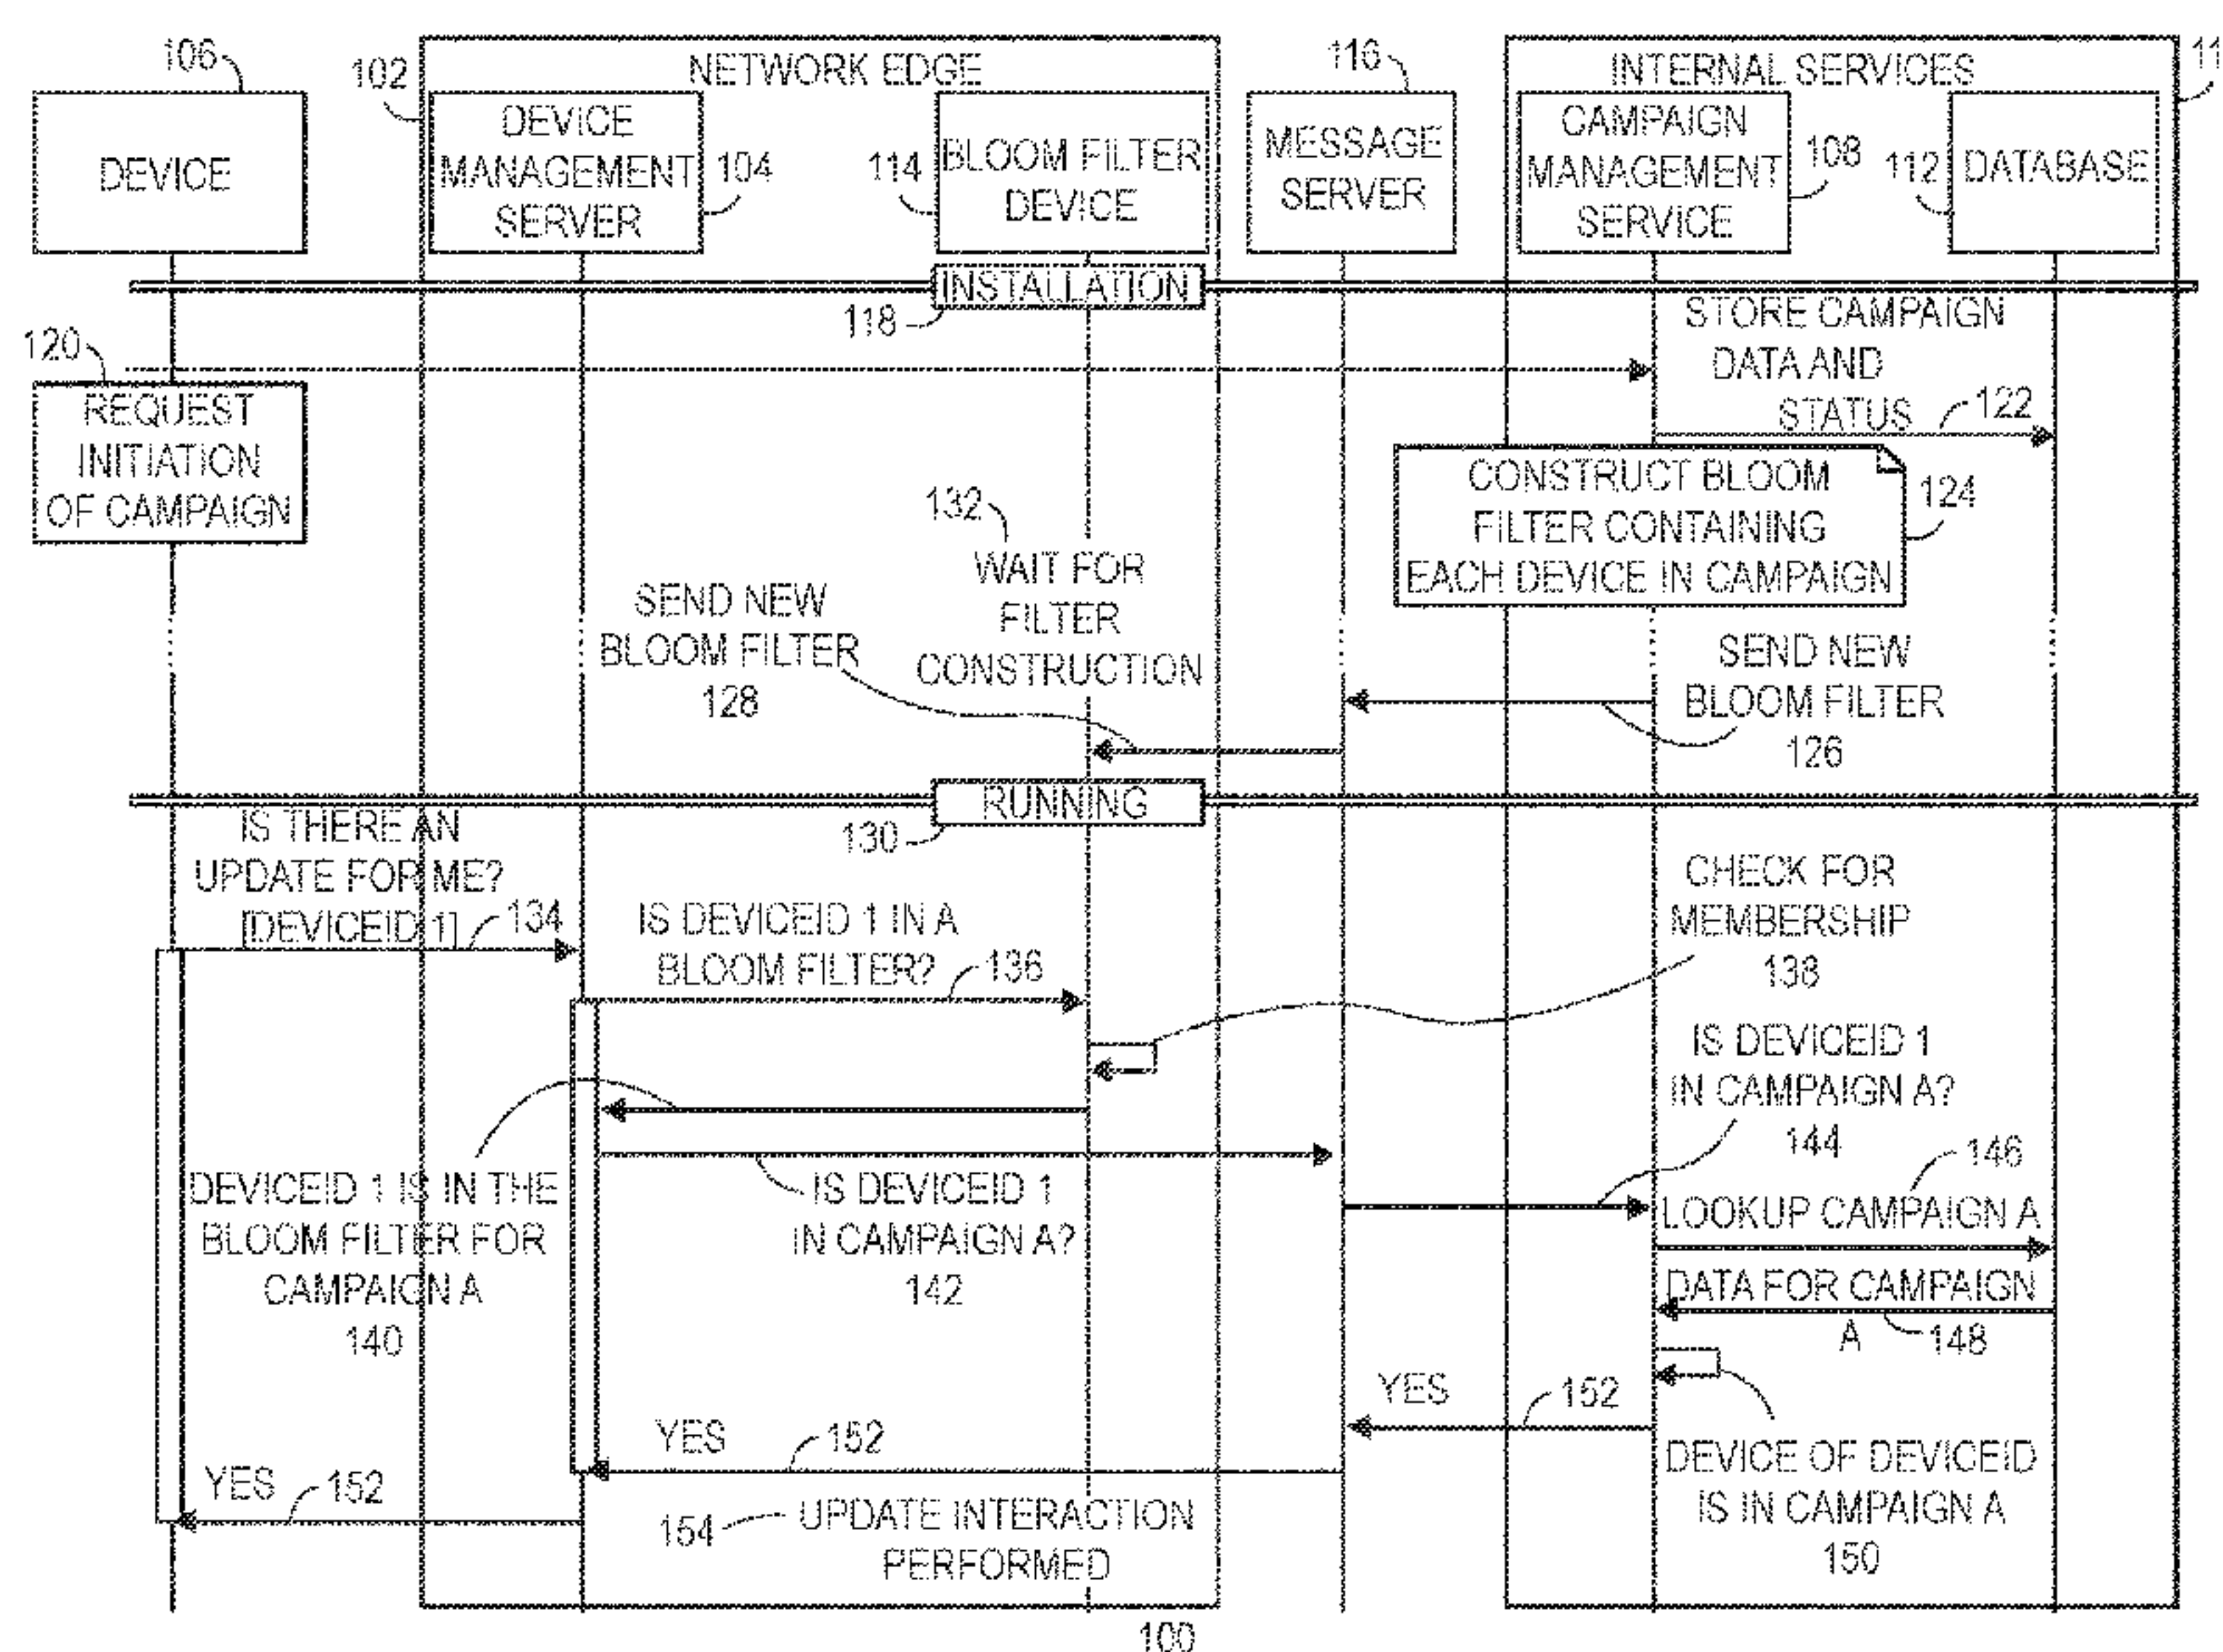 106
102
NETWORK EDGE
116
INTERNAL SERVICES
11
DEVICE
DEVICE
MANAGEMENT
SERVER
104
114
BLOOM FILTER
DEVICE
MESSAGE
SERVER
CAMPAIGN
MANAGEMENT
SERVICE
108
112
DATABASE
INSTALLATION
118
STORE CAMPAIGN
DATA AND
STATUS
122
120
REQUEST
INITIATION
OF CAMPAIGN
CONSTRUCT BLOOM
FILTER CONTAINING
EACH DEVICE IN CAMPAIGN
124
132
WAIT FOR
FILTER
CONSTRUCTION
SEND NEW
BLOOM FILTER
128
SEND NEW
BLOOM FILTER
126
RUNNING
130
IS THERE AN
UPDATE FOR ME?
[DEVICEID 1]
134
IS DEVICEID 1 IN A
BLOOM FILTER?
136
CHECK FOR
MEMBERSHIP
138
IS DEVICEID 1
IN CAMPAIGN A?
144
DEVICEID 1 IS IN THE
BLOOM FILTER FOR
CAMPAIGN A
140
IS DEVICEID 1
IN CAMPAIGN A?
142
146
LOOKUP CAMPAIGN A
DATA FOR CAMPAIGN
A
148
YES
152
YES
152
YES
152
DEVICE OF DEVICEID
IS IN CAMPAIGN A
150
154
UPDATE INTERACTION
PERFORMED
100